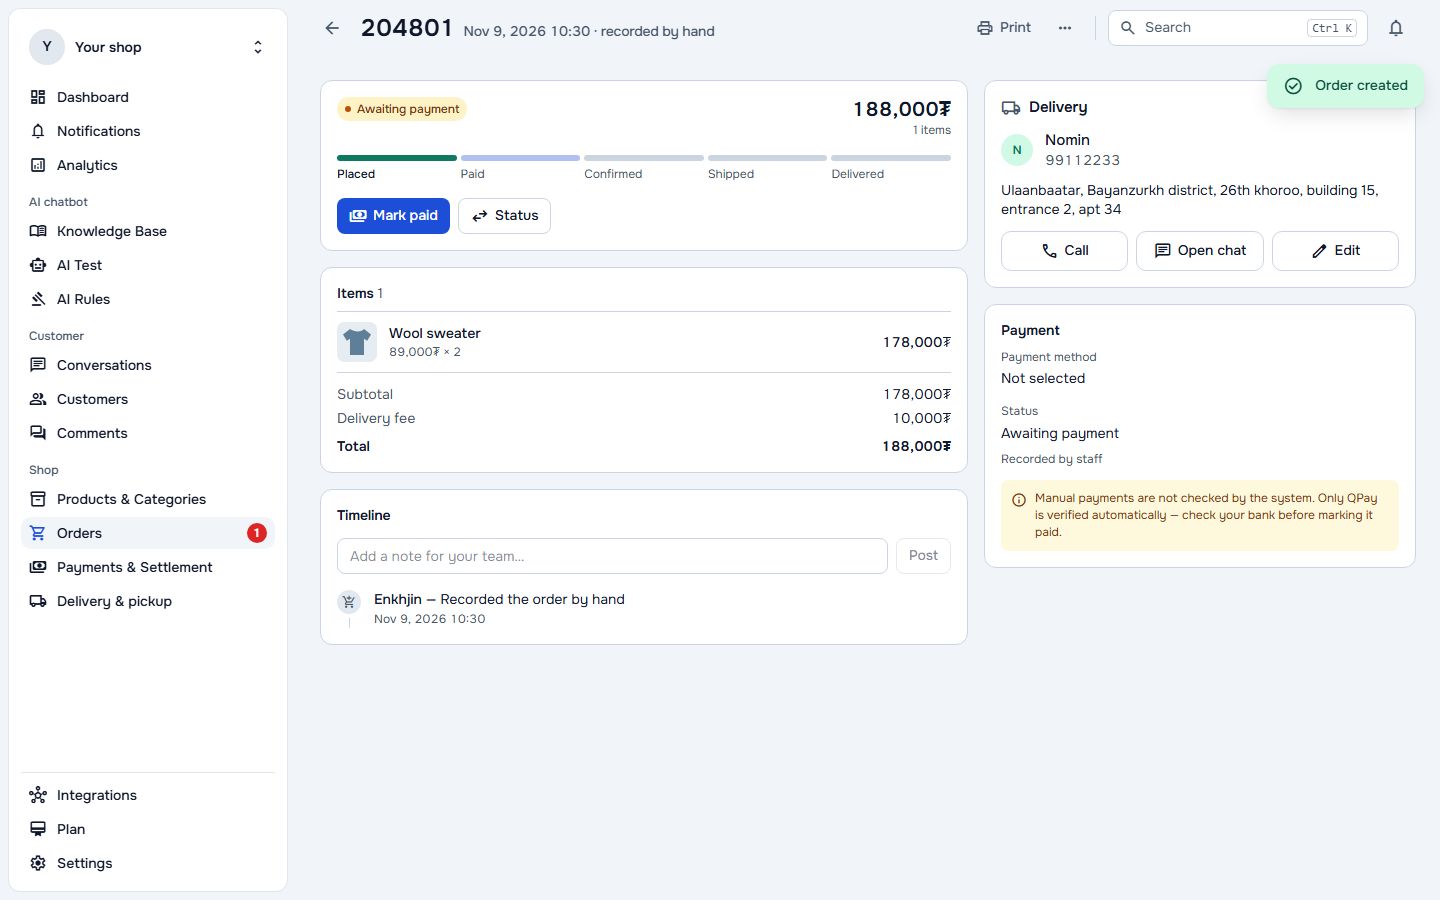 Y Your shop
Dashboard
Notifications
Analytics
AI chatbot
Knowledge Base
AI Test
AI Rules
Customer
Conversations
Customers
Comments
Shop
Products & Categories
Orders 1
Payments & Settlement
Delivery & pickup
Integrations
Plan
Settings
204801 Nov 9, 2026 10:30 · recorded by hand
Print
Search Ctrl K
Order created
Awaiting payment
188,000₮
1 items
Placed Paid Confirmed Shipped Delivered
Mark paid Status
Items 1
Wool sweater
89,000₮ × 2
178,000₮
Subtotal 178,000₮
Delivery fee 10,000₮
Total 188,000₮
Timeline
Add a note for your team... Post
Enkhjin — Recorded the order by hand
Nov 9, 2026 10:30
Delivery
N Nomin
99112233
Ulaanbaatar, Bayanzurkh district, 26th khoroo, building 15,
entrance 2, apt 34
Call Open chat Edit
Payment
Payment method
Not selected
Status
Awaiting payment
Recorded by staff
Manual payments are not checked by the system. Only QPay
is verified automatically — check your bank before marking it
paid.